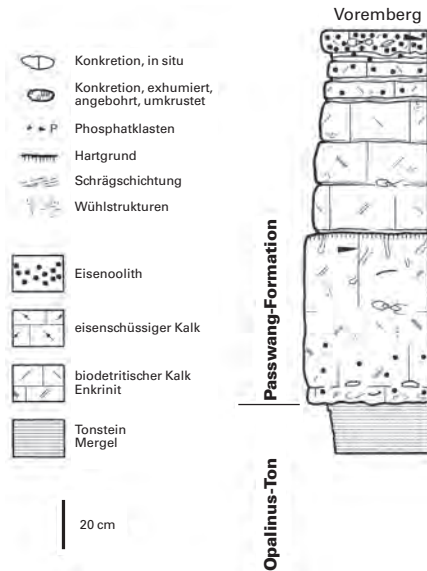 Voremberg
Konkretion, in situ
Konkretion, exhumiert,
angebohrt, umkrustet
P
Phosphatklasten
Hartgrund
Schrägschichtung
Wühlstrukturen
Eisenoolith
eisenschüssiger Kalk
biodetritischer Kalk
Enkrinit
Tonstein
Mergel
20 cm
Passwang-Formation
Opalinus-Ton